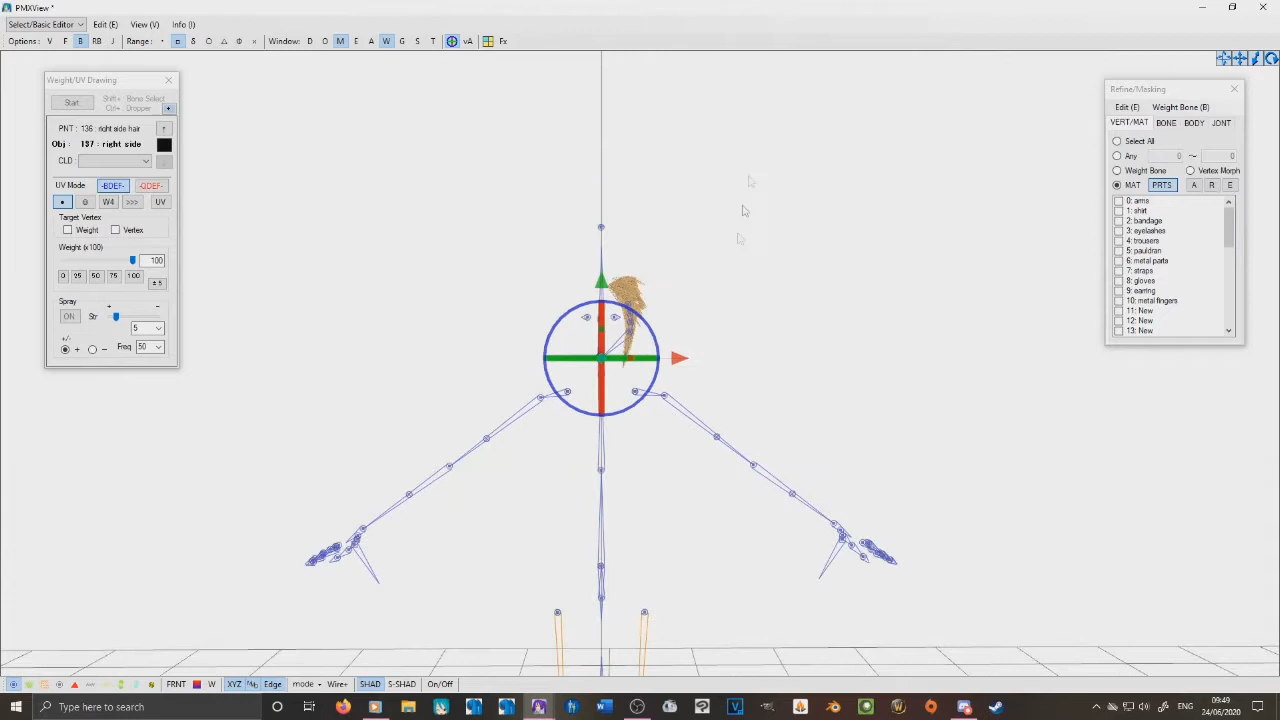 PMXView *
Select/Basic Editor Edit (E) View (V) Info (I)
Options: V F B RB J Range: Window: D O M E A W G S T vA Fx
Weight/UV Drawing
Start Shift+ : Bone Select
Ctrl+ : Dropper
PNT : 136 : right side hair
Obj : 137 : right side
CLD :
UV Mode -BDEF- -QDEF-
W4 >>> UV
Target Vertex
Weight Vertex
Weight (x100)
100
0 25 50 75 100 ± 5
Spray + −
ON Str
5
+/-
+ − Freq 50
Refine/Masking
Edit (E) Weight Bone (B)
VERT/MAT BONE BODY JONT
Select All
Any 0 ～ 0
Weight Bone Vertex Morph
MAT PRTS A R E
0: arms
1: shirt
2: bandage
3: eyelashes
4: trousers
5: pauldran
6: metal parts
7: straps
8: gloves
9: earring
10: metal fingers
11: New
12: New
13: New
FRNT W XYZ Edge mode Wire+ SHAD S-SHAD On/Off
Type here to search
ENG
09:49
24/06/2020